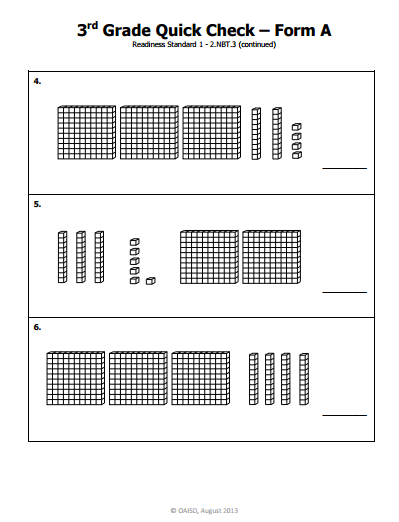 3rd Grade Quick Check – Form A
Readiness Standard 1 - 2.NBT.3 (continued)
4.
5.
6.
© OAISD, August 2013